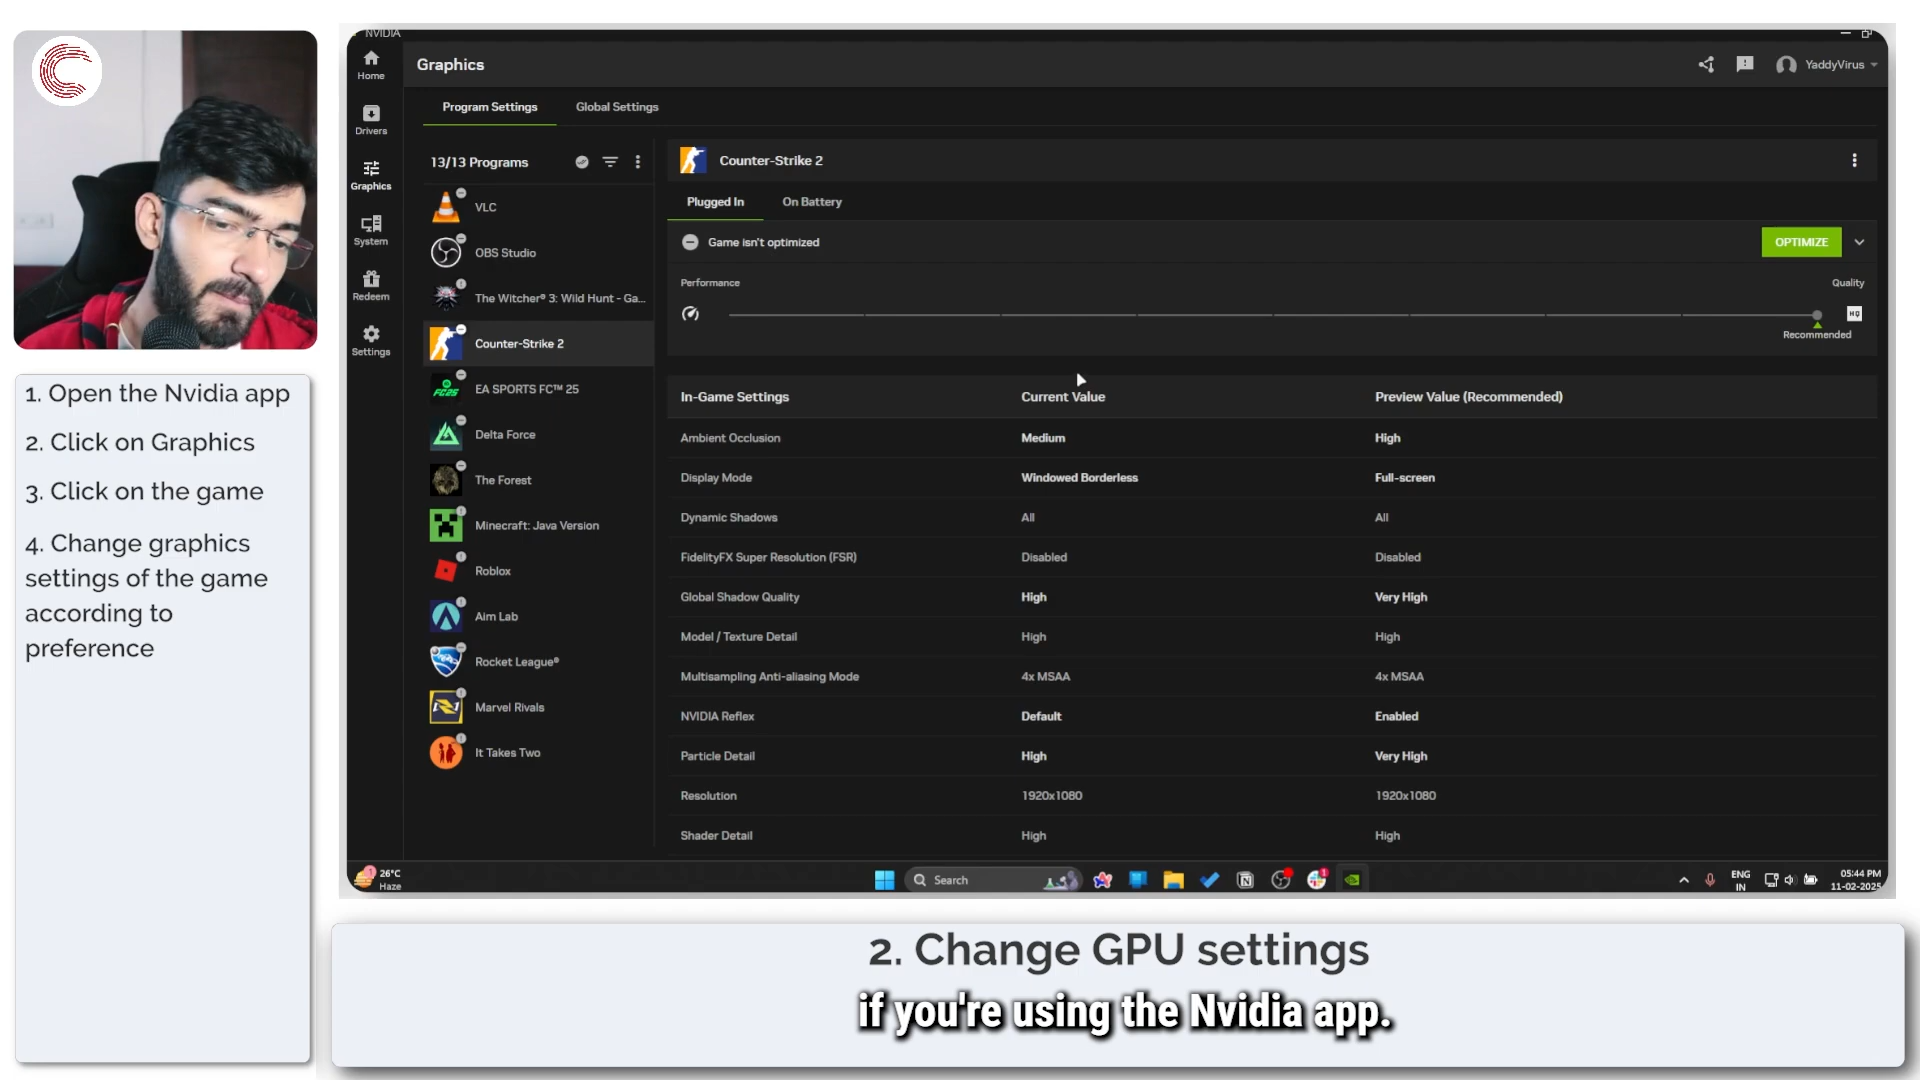 NVIDIA
Home
Drivers
Graphics
System
Redeem
Settings
Graphics
YaddyVirus
Program Settings
Global Settings
13/13 Programs
VLC
OBS Studio
The Witcher® 3: Wild Hunt - Ga...
Counter-Strike 2
EA SPORTS FC™ 25
Delta Force
The Forest
Minecraft: Java Version
Roblox
Aim Lab
Rocket League®
Marvel Rivals
It Takes Two
Counter-Strike 2
Plugged In
On Battery
Game isn't optimized
OPTIMIZE
Performance
Quality
HQ
Recommended
In-Game Settings Current Value Preview Value (Recommended)
Ambient Occlusion Medium High
Display Mode Windowed Borderless Full-screen
Dynamic Shadows All All
FidelityFX Super Resolution (FSR) Disabled Disabled
Global Shadow Quality High Very High
Model / Texture Detail High High
Multisampling Anti-aliasing Mode 4x MSAA 4x MSAA
NVIDIA Reflex Default Enabled
Particle Detail High Very High
Resolution 1920x1080 1920x1080
Shader Detail High High
26°C
Haze
Search
ENG
IN
05:44 PM
11-02-2025
1. Open the Nvidia app
2. Click on Graphics
3. Click on the game
4. Change graphics
settings of the game
according to
preference
2. Change GPU settings
if you're using the Nvidia app.